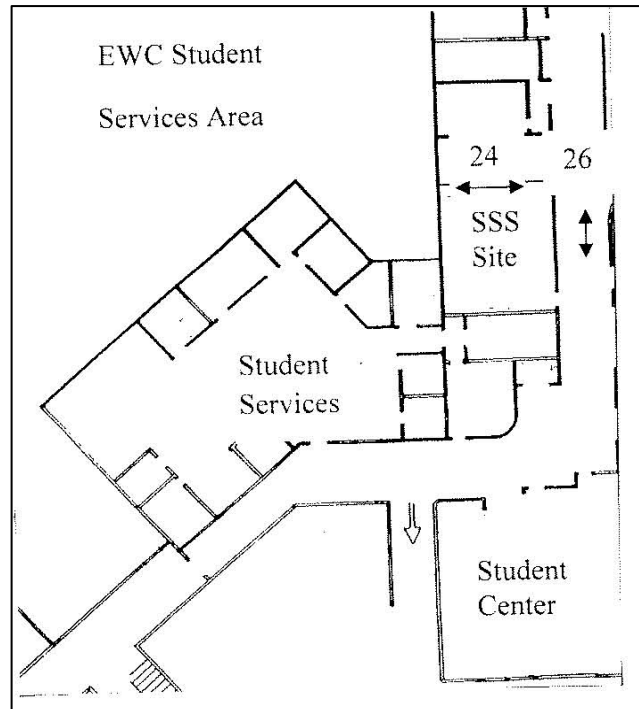 EWC Student
Services Area
24
26
SSS
Site
Student
Services
Student
Center